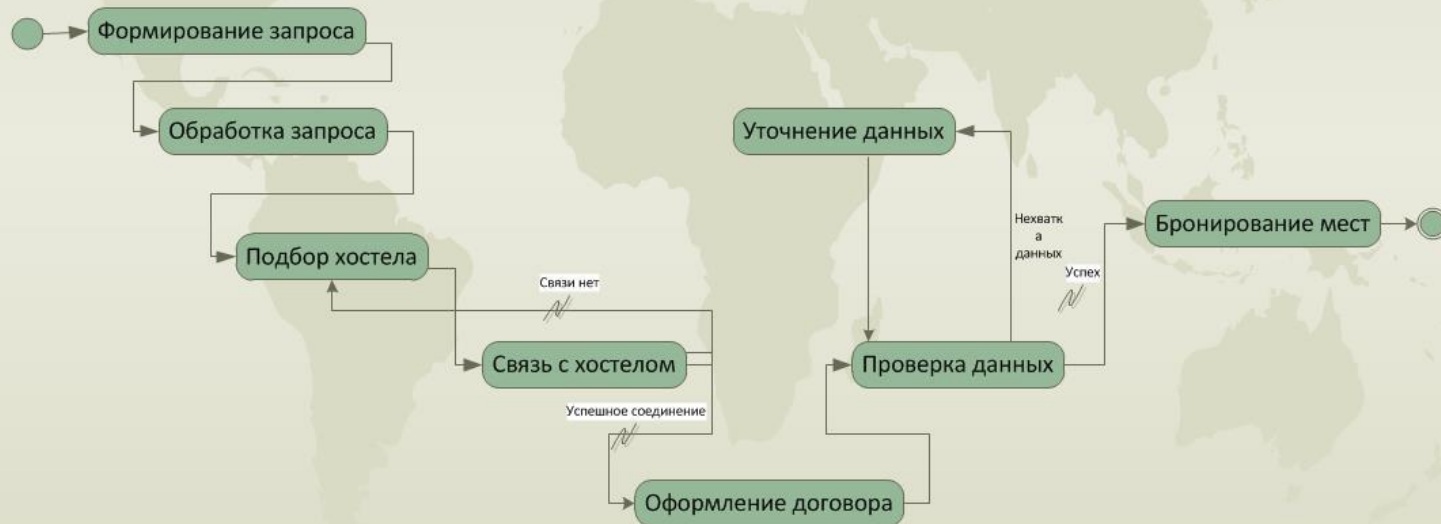 Формирование запроса
Обработка запроса
Уточнение данных
Бронирование мест
Нехватк
а
данных
Подбор хостела
Успех
Связи нет
Связь с хостелом
Проверка данных
Успешное соединение
Оформление договора